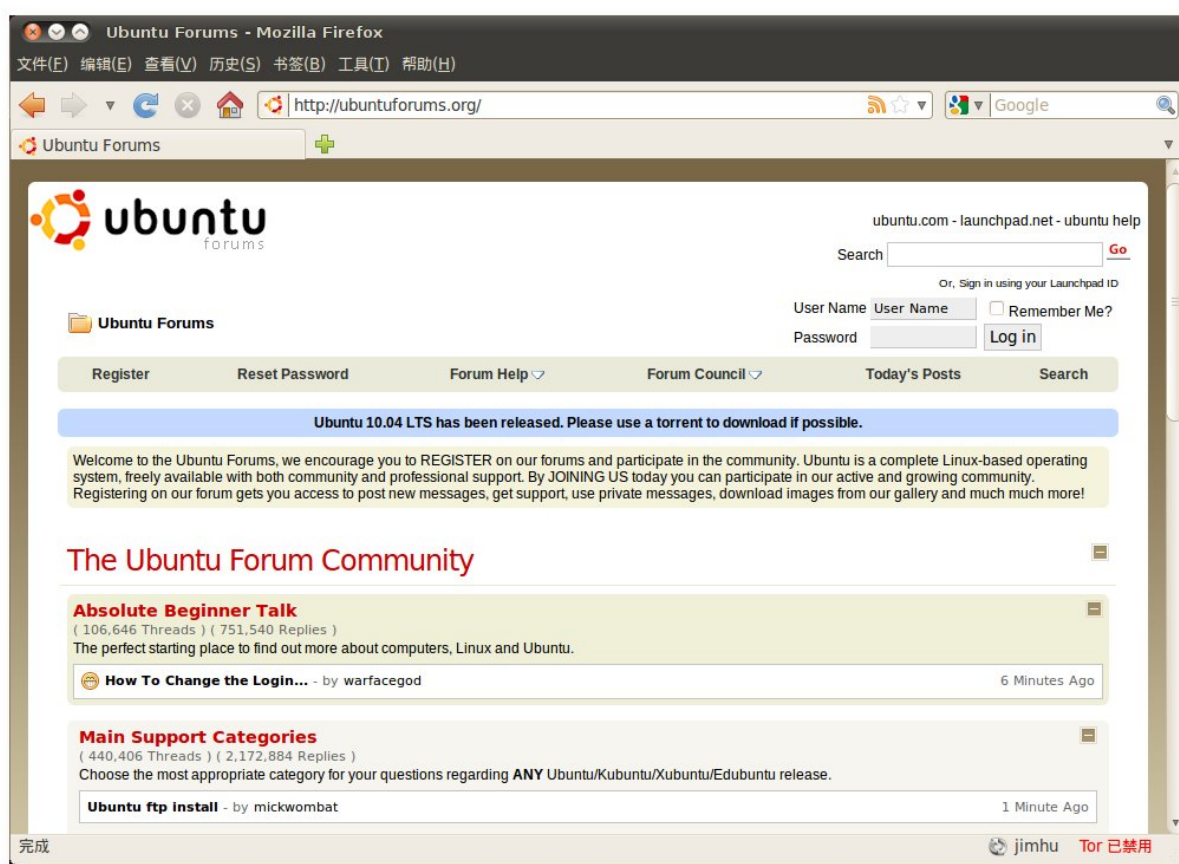 Ubuntu Forums - Mozilla Firefox
文件(F) 编辑(E) 查看(V) 历史(S) 书签(B) 工具(T) 帮助(H)
http://ubuntuforums.org/ Google
Ubuntu Forums
ubuntu
forums
ubuntu.com - launchpad.net - ubuntu help
Search Go
Or, Sign in using your Launchpad ID
Ubuntu Forums
User Name User Name Remember Me?
Password Log in
Register Reset Password Forum Help Forum Council Today's Posts Search
Ubuntu 10.04 LTS has been released. Please use a torrent to download if possible.
Welcome to the Ubuntu Forums, we encourage you to REGISTER on our forums and participate in the community. Ubuntu is a complete Linux-based operating
system, freely available with both community and professional support. By JOINING US today you can participate in our active and growing community.
Registering on our forum gets you access to post new messages, get support, use private messages, download images from our gallery and much much more!
The Ubuntu Forum Community
Absolute Beginner Talk
( 106,646 Threads ) ( 751,540 Replies )
The perfect starting place to find out more about computers, Linux and Ubuntu.
How To Change the Login... - by warfacegod 6 Minutes Ago
Main Support Categories
( 440,406 Threads ) ( 2,172,884 Replies )
Choose the most appropriate category for your questions regarding ANY Ubuntu/Kubuntu/Xubuntu/Edubuntu release.
Ubuntu ftp install - by mickwombat 1 Minute Ago
完成 jimhu Tor 已禁用